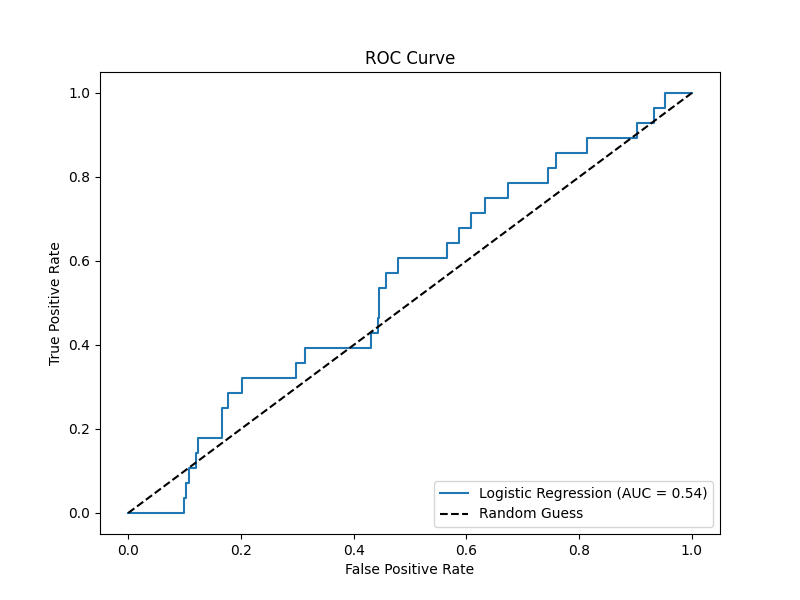 ROC Curve
True Positive Rate
1.0
0.8
0.6
0.4
0.2
0.0
Logistic Regression (AUC = 0.54)
Random Guess
0.0 0.2 0.4 0.6 0.8 1.0
False Positive Rate